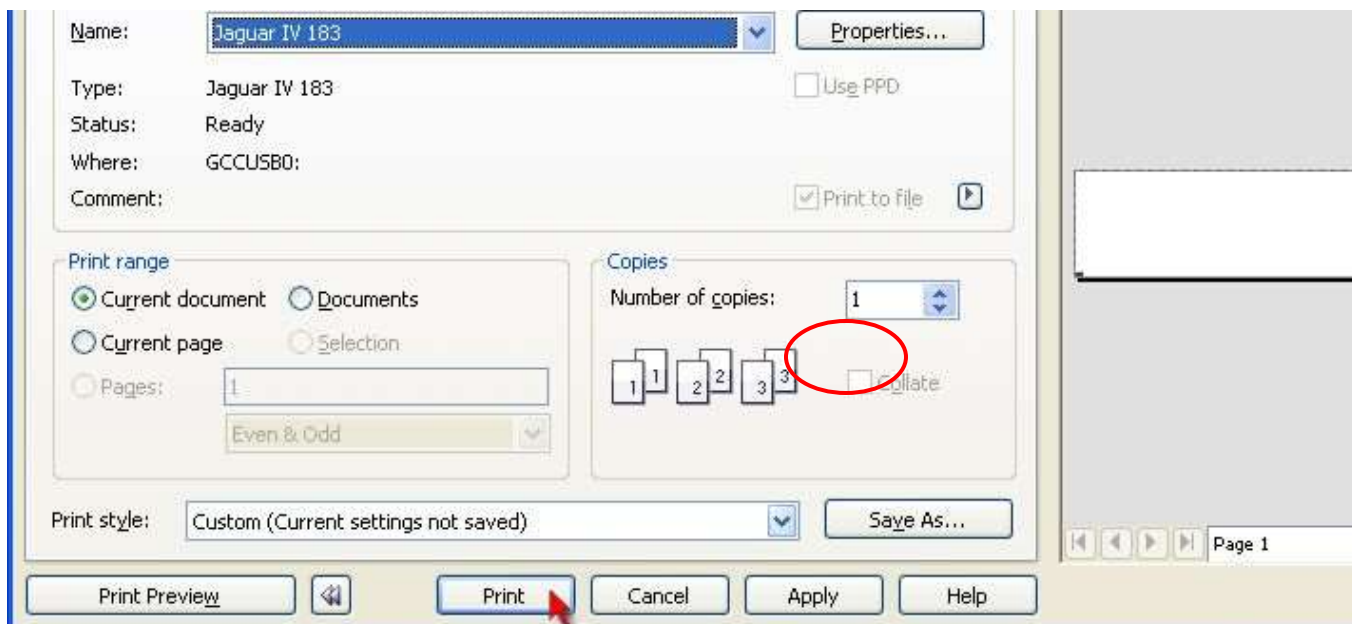 Name: Jaguar IV 183 Properties...
Type: Jaguar IV 183 Use PPD
Status: Ready
Where: GCCUSB0:
Comment: Print to file
Print range Copies
Current document Documents Number of copies: 1
Current page Selection
1 1 2 2 3 3 Collate
Pages: 1
Even & Odd
Print style: Custom (Current settings not saved) Save As...
Page 1
Print Preview Print Cancel Apply Help